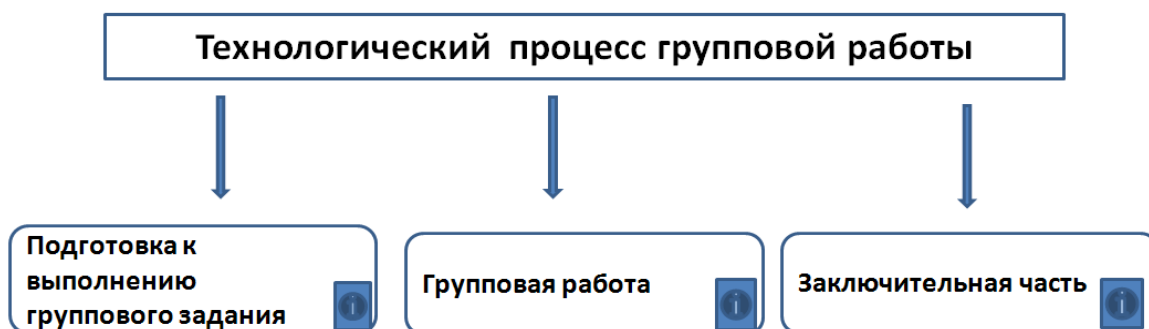 Технологический процесс групповой работы
Подготовка к
выполнению
группового задания
Групповая работа
Заключительная часть